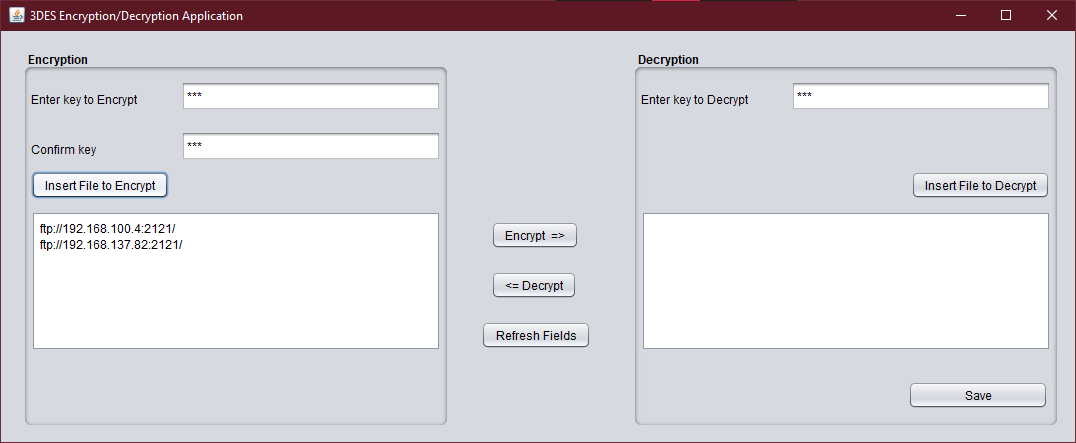 3DES Encryption/Decryption Application
Encryption
Enter key to Encrypt ***
Confirm key ***
Insert File to Encrypt
ftp://192.168.100.4:2121/
ftp://192.168.137.82:2121/
Encrypt =>
<= Decrypt
Refresh Fields
Decryption
Enter key to Decrypt ***
Insert File to Decrypt
Save